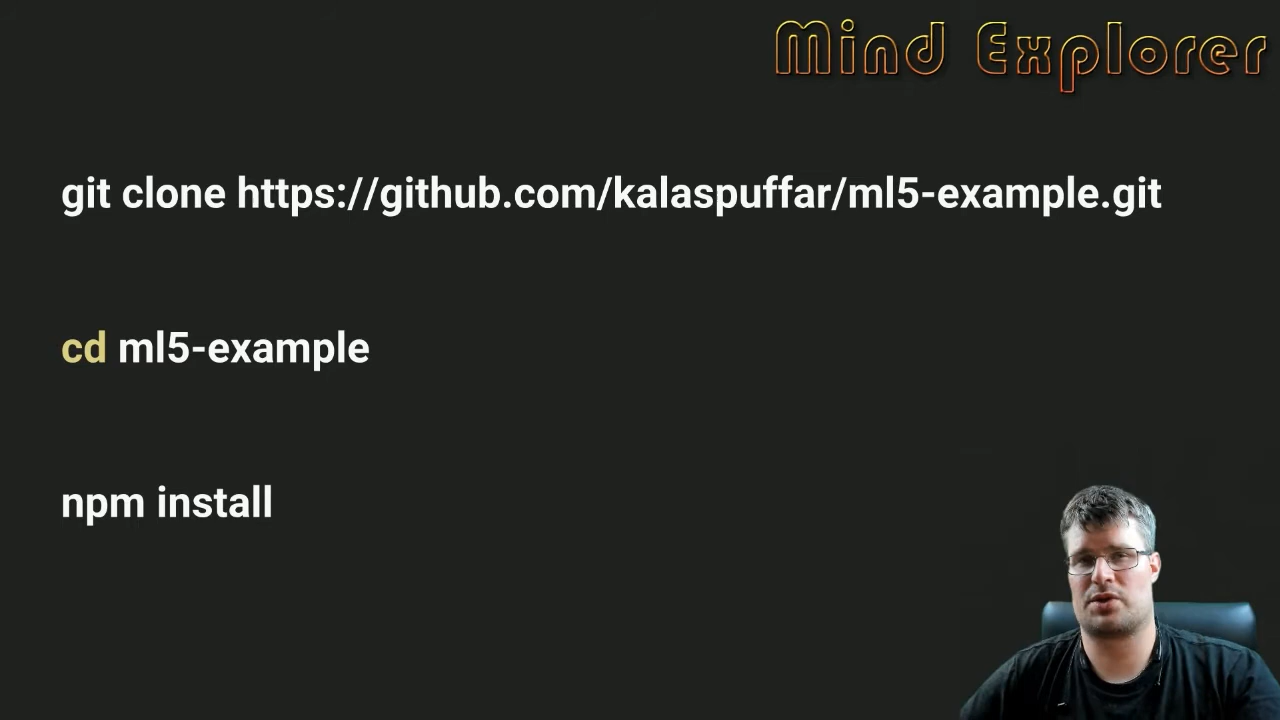 Mind Explorer
git clone https://github.com/kalaspuffar/ml5-example.git
cd ml5-example
npm install